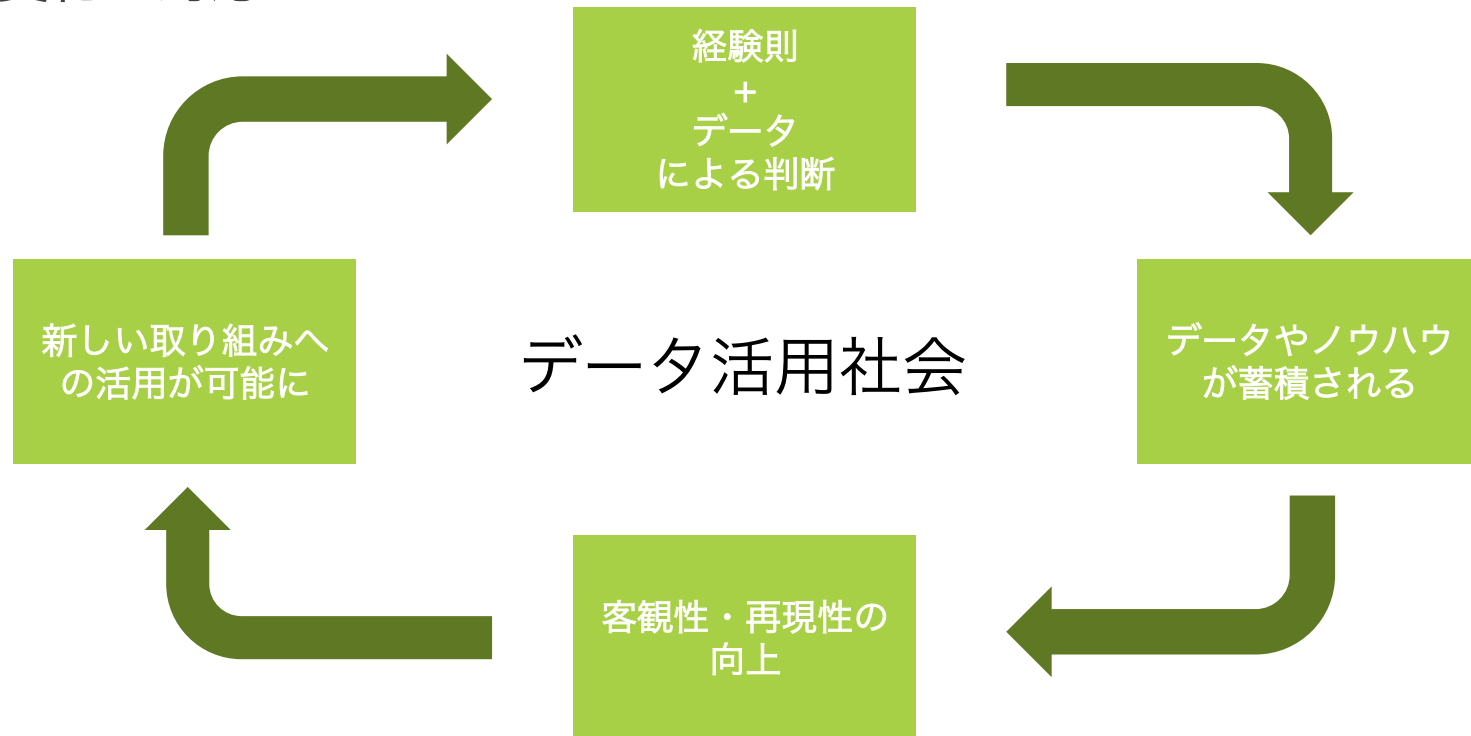 経験則
+
データ
による判断
新しい取り組みへ
の活用が可能に
データ活用社会
データやノウハウ
が蓄積される
客観性・再現性の
向上